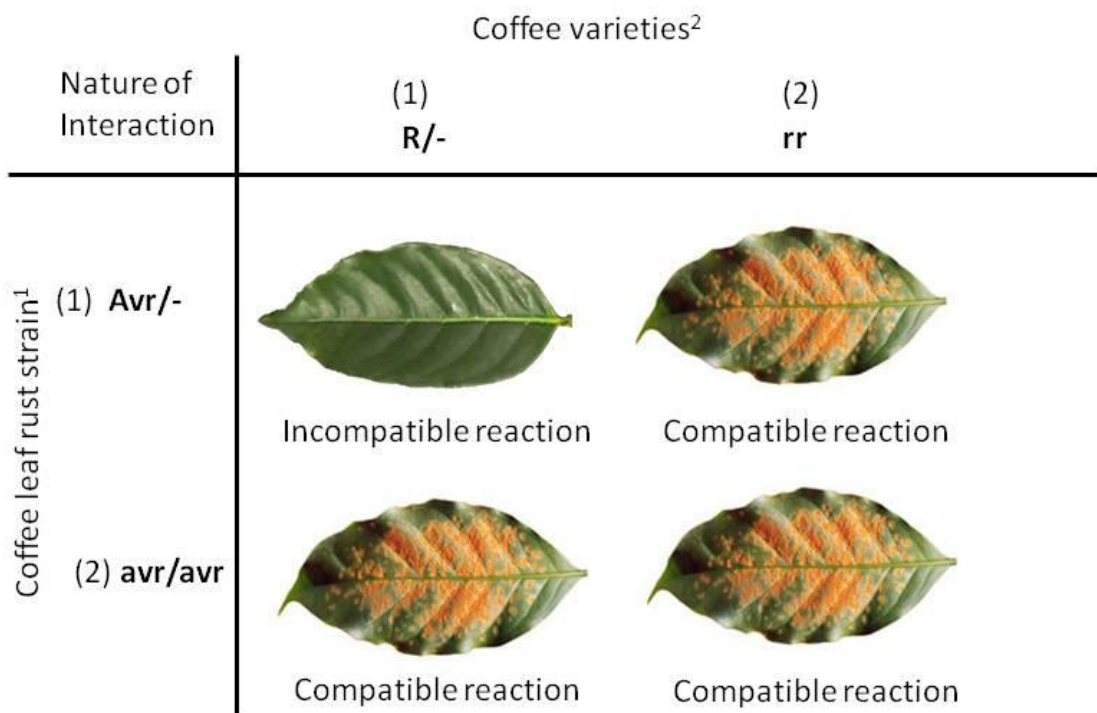 Coffee varieties²
Nature of
Interaction
(1)
R/-
(2)
rr
Coffee leaf rust strain¹
(1) Avr/-
Incompatible reaction
Compatible reaction
(2) avr/avr
Compatible reaction
Compatible reaction